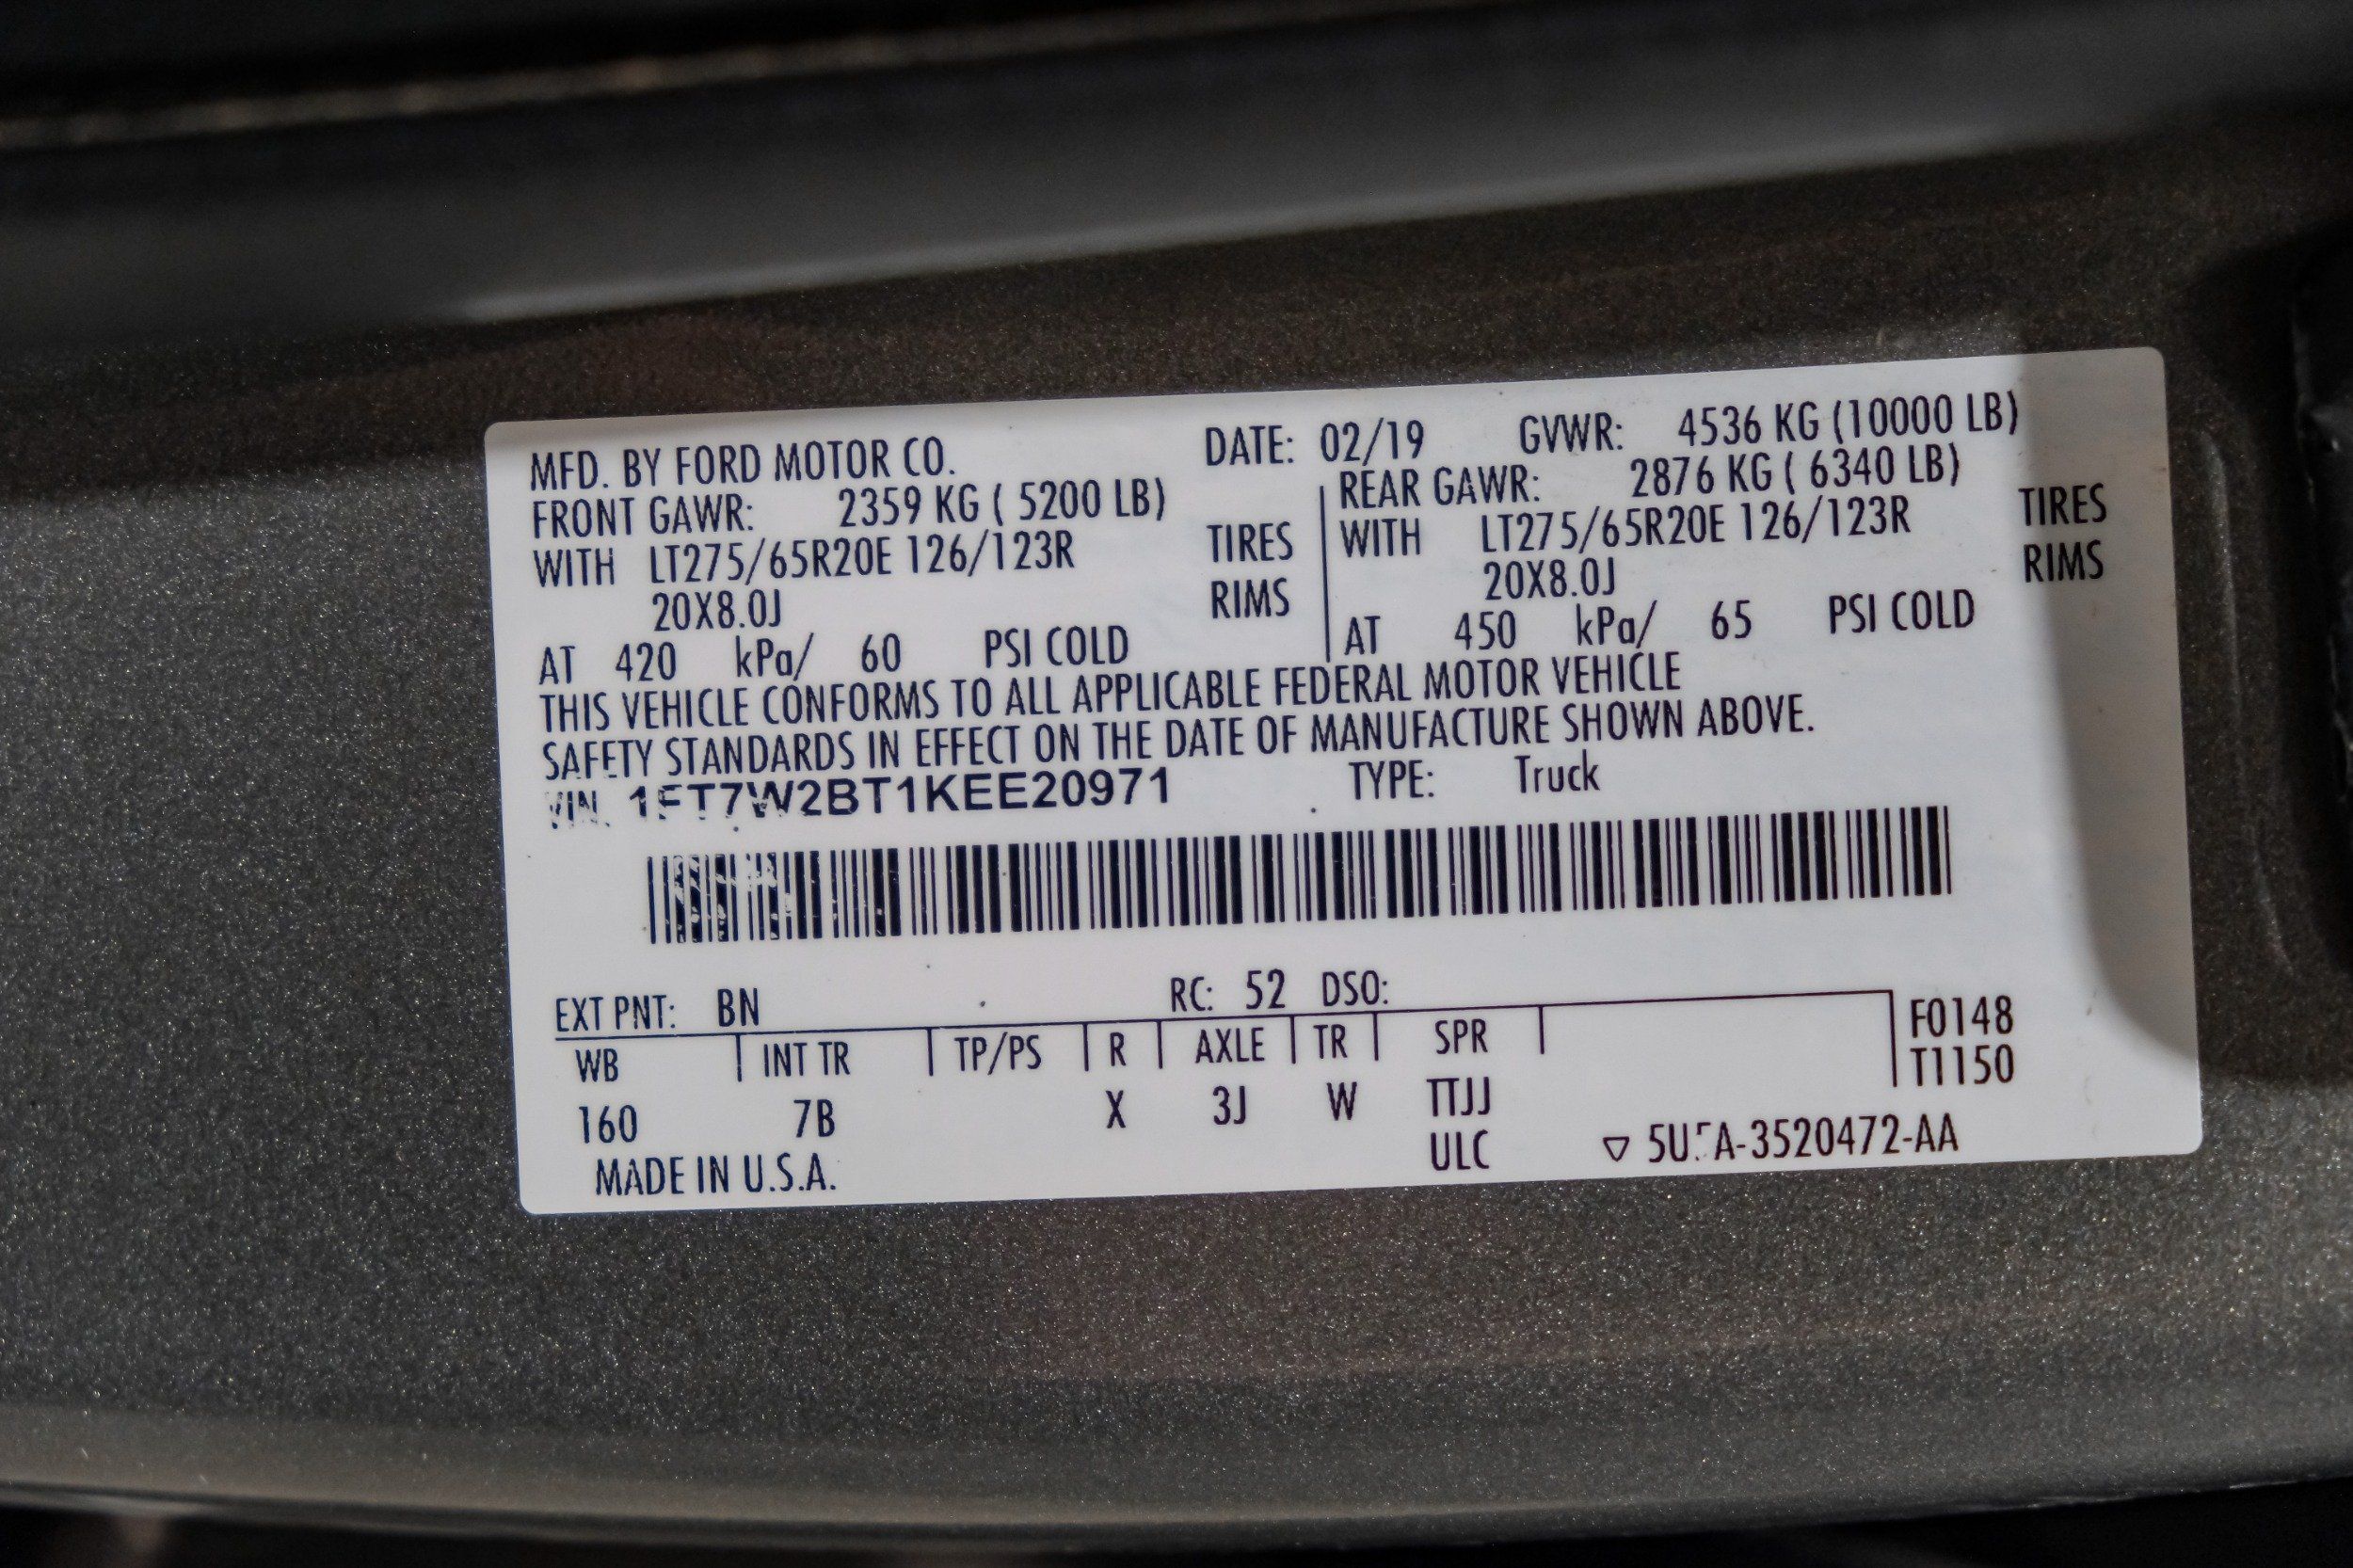 MFD. BY FORD MOTOR CO. DATE: 02/19 GVWR: 4536 KG (10000 LB)
FRONT GAWR: 2359 KG ( 5200 LB) REAR GAWR: 2876 KG ( 6340 LB)
WITH LT275/65R20E 126/123R TIRES WITH LT275/65R20E 126/123R TIRES
20X8.0J RIMS 20X8.0J RIMS
AT 420 kPa/ 60 PSI COLD AT 450 kPa/ 65 PSI COLD
THIS VEHICLE CONFORMS TO ALL APPLICABLE FEDERAL MOTOR VEHICLE
SAFETY STANDARDS IN EFFECT ON THE DATE OF MANUFACTURE SHOWN ABOVE.
VIN: 1FT7W2BT1KEE20971 TYPE: Truck
EXT PNT: BN RC: 52 DSO:
WB INT TR TP/PS R AXLE TR SPR F0148
T1150
160 7B X 3J W TTJJ
ULC ▽
MADE IN U.S.A.